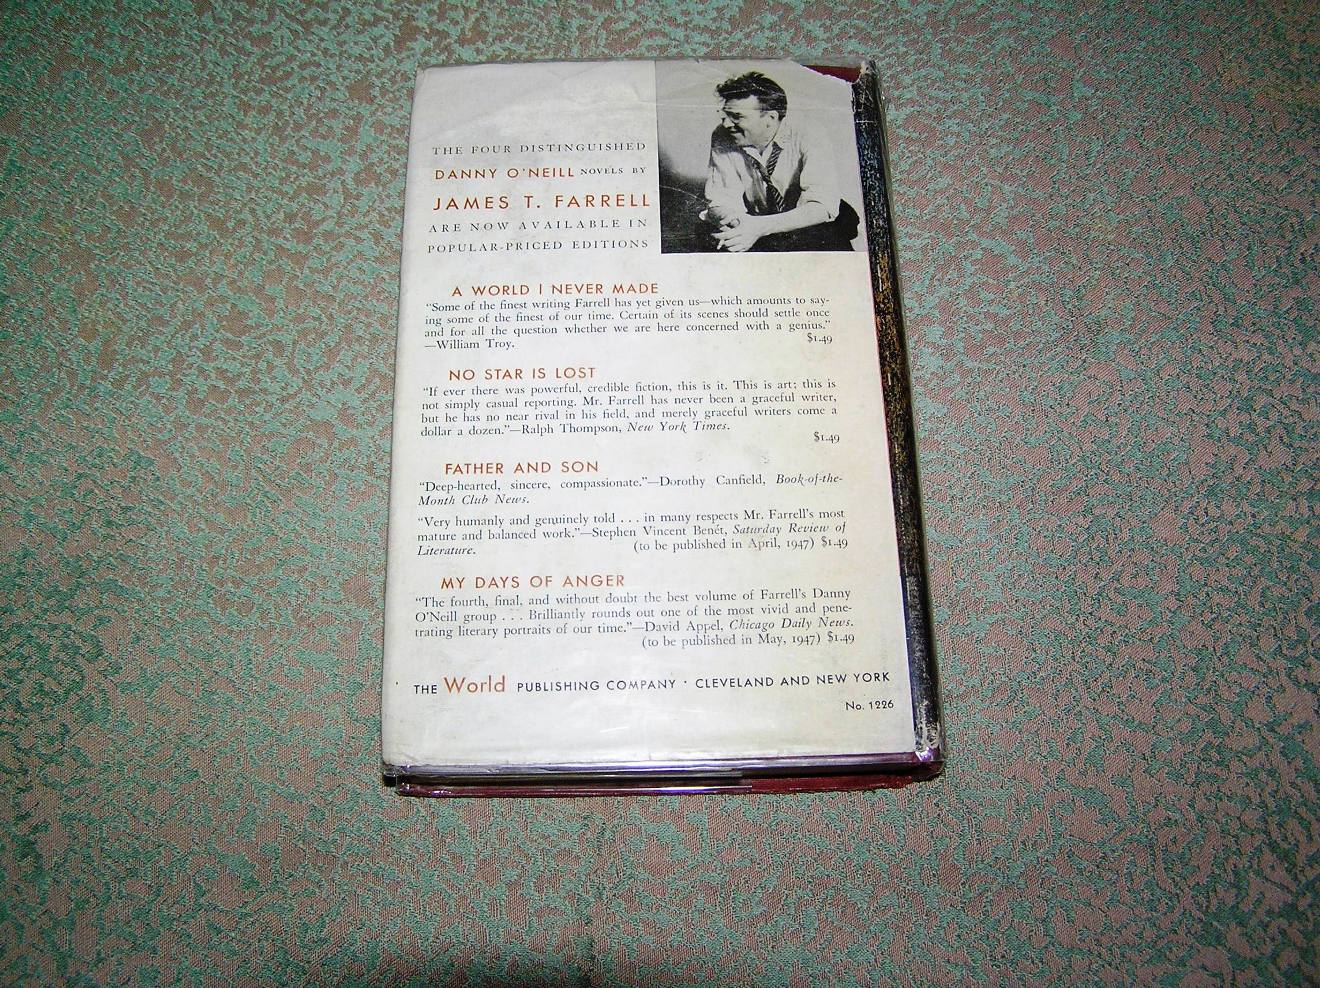 THE FOUR DISTINGUISHED
DANNY O'NEILL NOVELS BY
JAMES T. FARRELL
ARE NOW AVAILABLE IN
POPULAR-PRICED EDITIONS
A WORLD I NEVER MADE
"Some of the finest writing Farrell has yet given us—which amounts to say-
ing some of the finest of our time. Certain of its scenes should settle once
and for all the question whether we are here concerned with a genius."
—William Troy. $1.49
NO STAR IS LOST
"If ever there was powerful, credible fiction, this is it. This is art; this is
not simply casual reporting. Mr. Farrell has never been a graceful writer,
but he has no near rival in his field, and merely graceful writers come a
dollar a dozen."—Ralph Thompson, New York Times.
$1.49
FATHER AND SON
"Deep-hearted, sincere, compassionate."—Dorothy Canfield, Book-of-the-
Month Club News.
"Very humanly and genuinely told . . . in many respects Mr. Farrell's most
mature and balanced work."—Stephen Vincent Benét, Saturday Review of
Literature. (to be published in April, 1947) $1.49
MY DAYS OF ANGER
"The fourth, final, and without doubt the best volume of Farrell's Danny
O'Neill group . . . Brilliantly rounds out one of the most vivid and pene-
trating literary portraits of our time."—David Appel, Chicago Daily News.
(to be published in May, 1947) $1.49
THE World PUBLISHING COMPANY · CLEVELAND AND NEW YORK
No. 1226